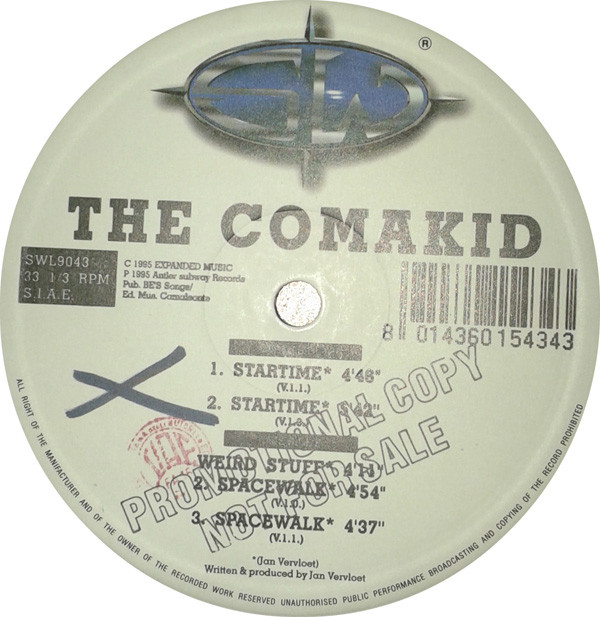 SW
®
THE COMAKID
SWL9043
33 1/3 RPM
S.I.A.E.
C 1995 EXPANDED MUSIC
P 1995 Antler subway Records
Pub. BE'S Songs/
Ed. Mus. Camaleonte
8 014360 154343
1. STARTIME* 4'46"
(V.1.1.)
2. STARTIME*
WEIRD STUFF* 4'11"
2. SPACEWALK* 4'54"
(V.1.0.)
3. SPACEWALK* 4'37"
(V.1.1.)
*(Jan Vervloet)
Written & produced by Jan Vervloet
PROMOTIONAL COPY
NOT FOR SALE
ALL RIGHT OF THE MANUFACTURER AND OF THE OWNER OF THE RECORDED WORK RESERVED UNAUTHORISED PUBLIC PERFORMANCE BROADCASTING AND COPYING OF THE RECORD PROHIBITED